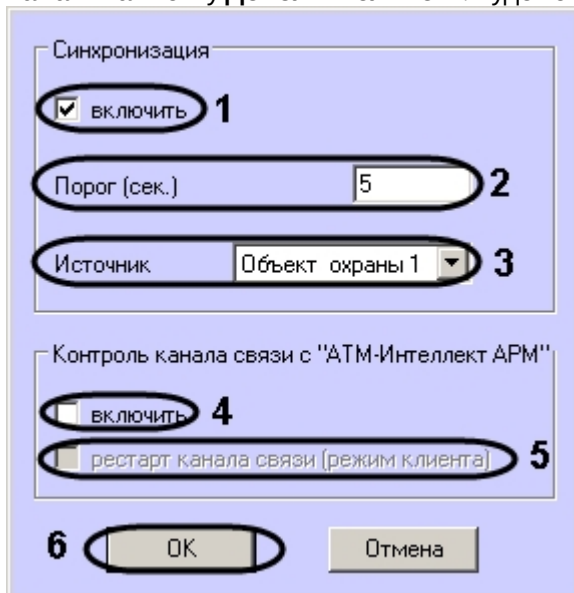 Синхронизация
включить 1
Порог (сек.) 5 2
Источник Объект охраны 1 3
Контроль канала связи с "АТМ-Интеллект АРМ"
включить 4
рестарт канала связи (режим клиента) 5
6 OK Отмена